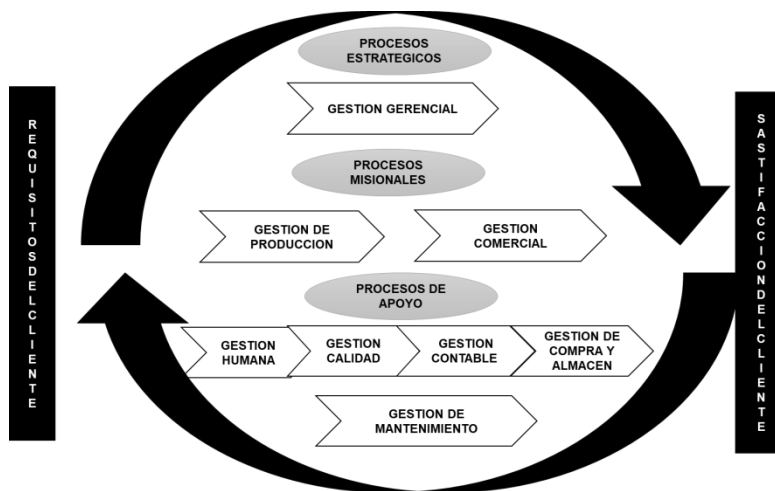 REQUISITOSDELCLIENTE
PROCESOS
ESTRATEGICOS
GESTION GERENCIAL
PROCESOS
MISIONALES
GESTION DE
PRODUCCION
GESTION
COMERCIAL
PROCESOS DE
APOYO
GESTION
HUMANA
GESTION
CALIDAD
GESTION
CONTABLE
GESTION DE
COMPRA Y
ALMACEN
GESTION DE
MANTENIMIENTO
SASTIFACCIONDELCLIENTE